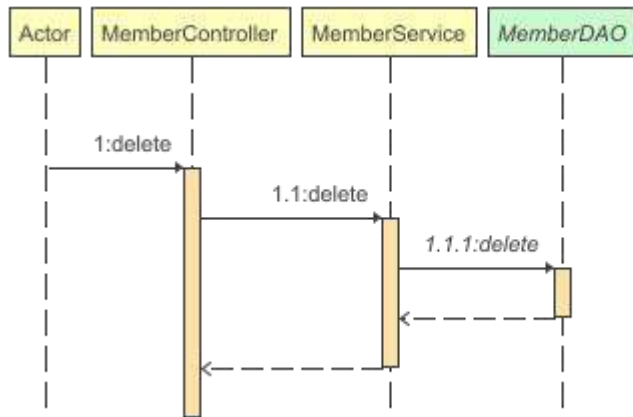 Actor
MemberController
MemberService
MemberDAO
1:delete
1.1:delete
1.1.1:delete